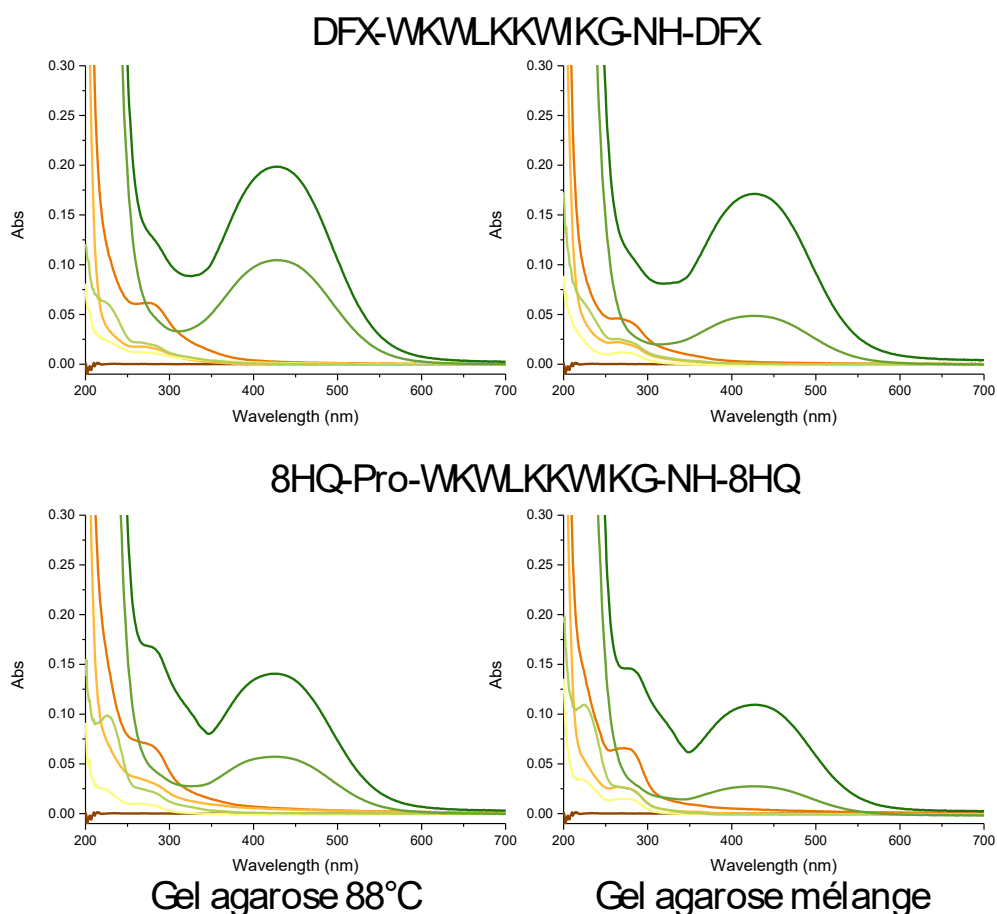 DFX-WKWLKKWIKG-NH-DFX
0.30
0.25
0.20
0.15
0.10
0.05
0.00
Abs
200 300 400 500 600 700
Wavelength (nm)
0.30
0.25
0.20
0.15
0.10
0.05
0.00
Abs
200 300 400 500 600 700
Wavelength (nm)
8HQ-Pro-WKWLKKWIKG-NH-8HQ
0.30
0.25
0.20
0.15
0.10
0.05
0.00
Abs
200 300 400 500 600 700
Wavelength (nm)
0.30
0.25
0.20
0.15
0.10
0.05
0.00
Abs
200 300 400 500 600 700
Wavelength (nm)
Gel agarose 88°C
Gel agarose mélange